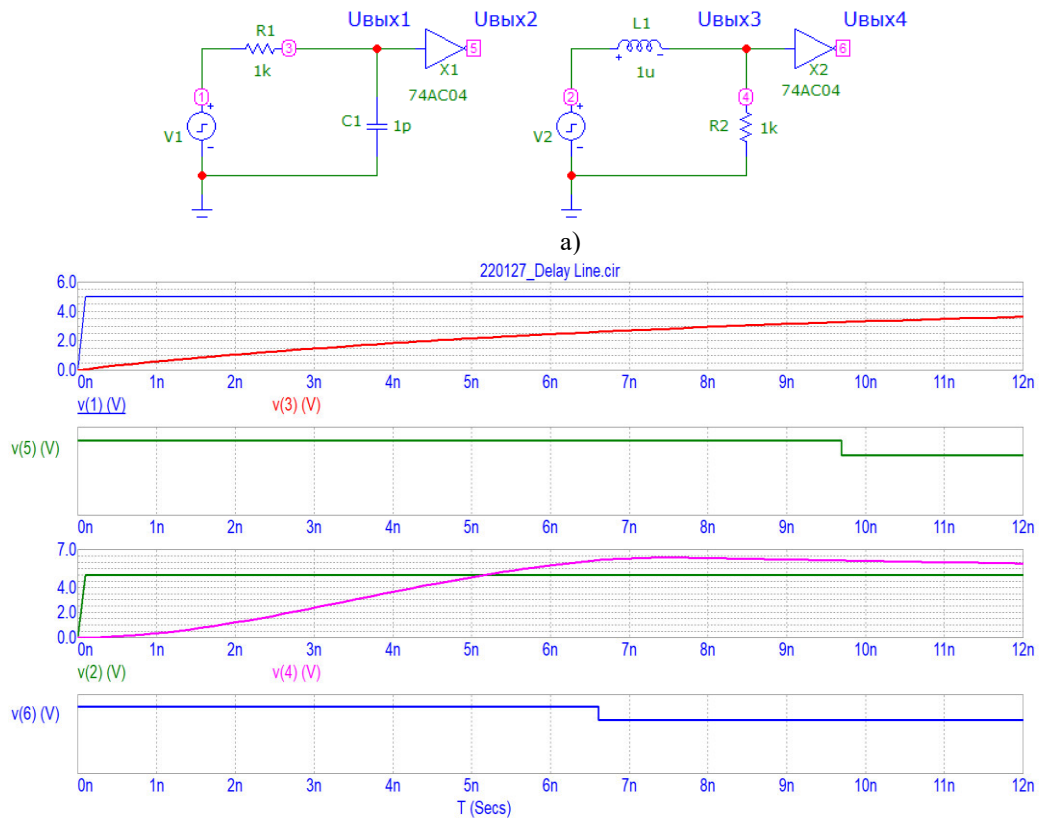 Uвых1 Uвых2 Uвых3 Uвых4
R1 3 5 L1 6
1k X1 + - 1u X2
74AC04 74AC04
1 + C1 1p 2 + 4
V1 - V2 - R2 1k
а)
220127_Delay Line.cir
6.0
4.0
2.0
0.0
0n 1n 2n 3n 4n 5n 6n 7n 8n 9n 10n 11n 12n
v(1) (V) v(3) (V)
v(5) (V)
0n 1n 2n 3n 4n 5n 6n 7n 8n 9n 10n 11n 12n
7.0
4.0
2.0
0.0
0n 1n 2n 3n 4n 5n 6n 7n 8n 9n 10n 11n 12n
v(2) (V) v(4) (V)
v(6) (V)
0n 1n 2n 3n 4n 5n 6n 7n 8n 9n 10n 11n 12n
T (Secs)